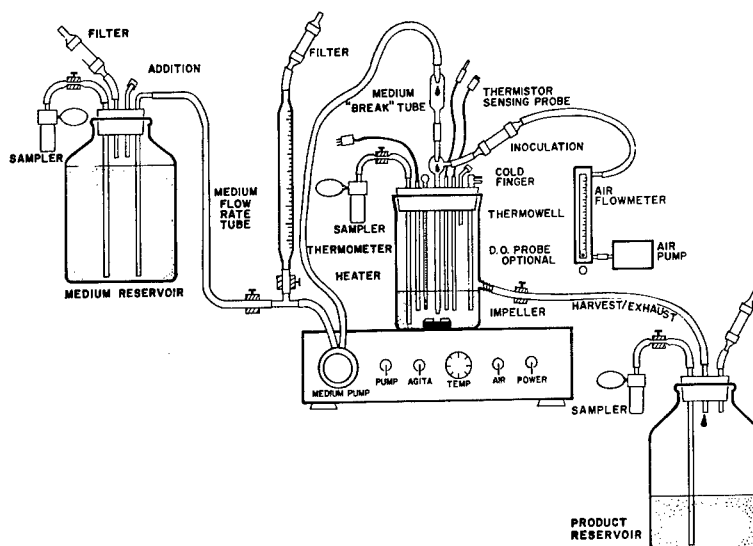 FILTER
ADDITION
SAMPLER
MEDIUM RESERVOIR
MEDIUM
FLOW
RATE
TUBE
FILTER
MEDIUM
"BREAK" TUBE
THERMISTOR
SENSING PROBE
INOCULATION
COLD
FINGER
SAMPLER
THERMOWELL
AIR
FLOWMETER
THERMOMETER
D.O. PROBE
OPTIONAL
AIR
PUMP
HEATER
IMPELLER
HARVEST/EXHAUST
MEDIUM PUMP
PUMP
AGITA
TEMP
AIR
POWER
SAMPLER
PRODUCT
RESERVOIR